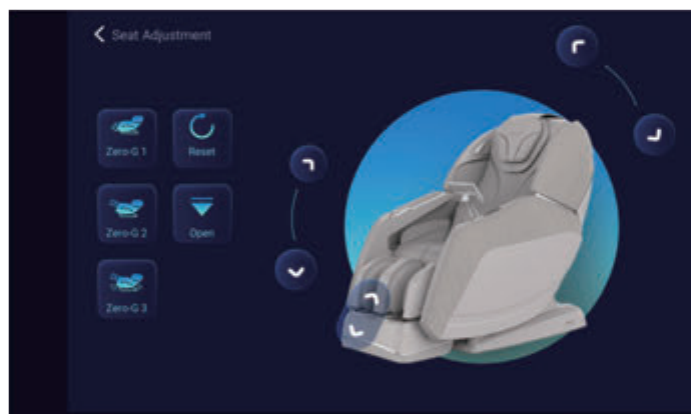 Seat Adjustment
Zero-G 1
Reset
Zero-G 2
Open
Zero-G 3